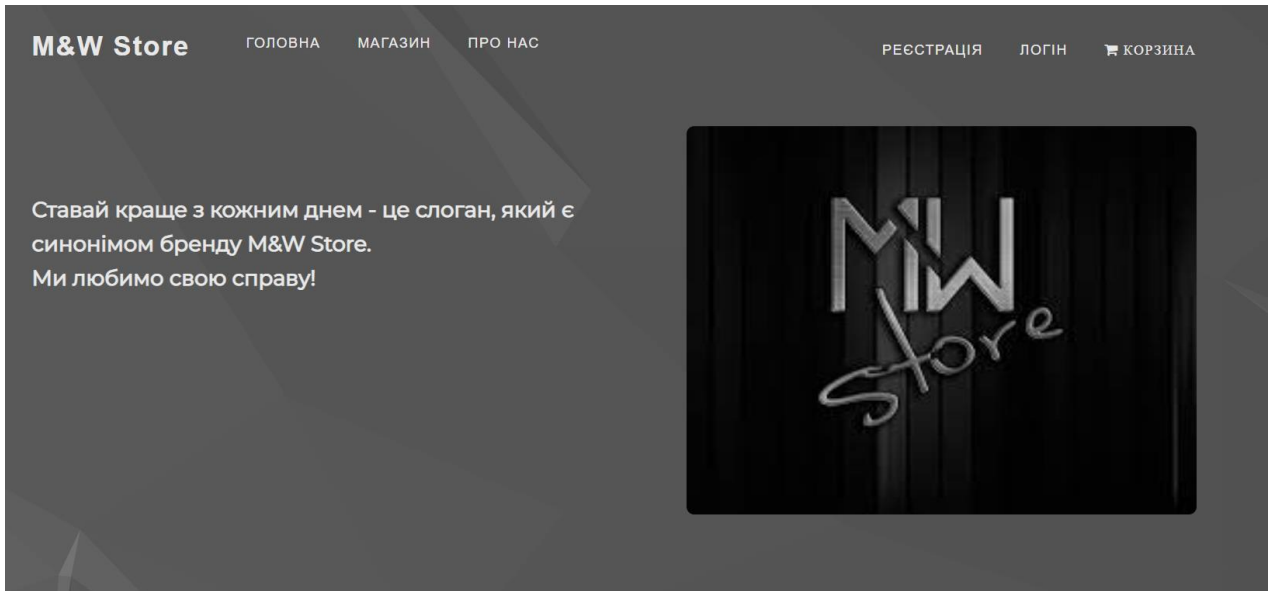 M&W Store
ГОЛОВНА
МАГАЗИН
ПРО НАС
РЕЄСТРАЦІЯ
ЛОГІН
КОРЗИНА
Ставай краще з кожним днем - це слоган, який є
синонімом бренду M&W Store.
Ми любимо свою справу!
MW
store